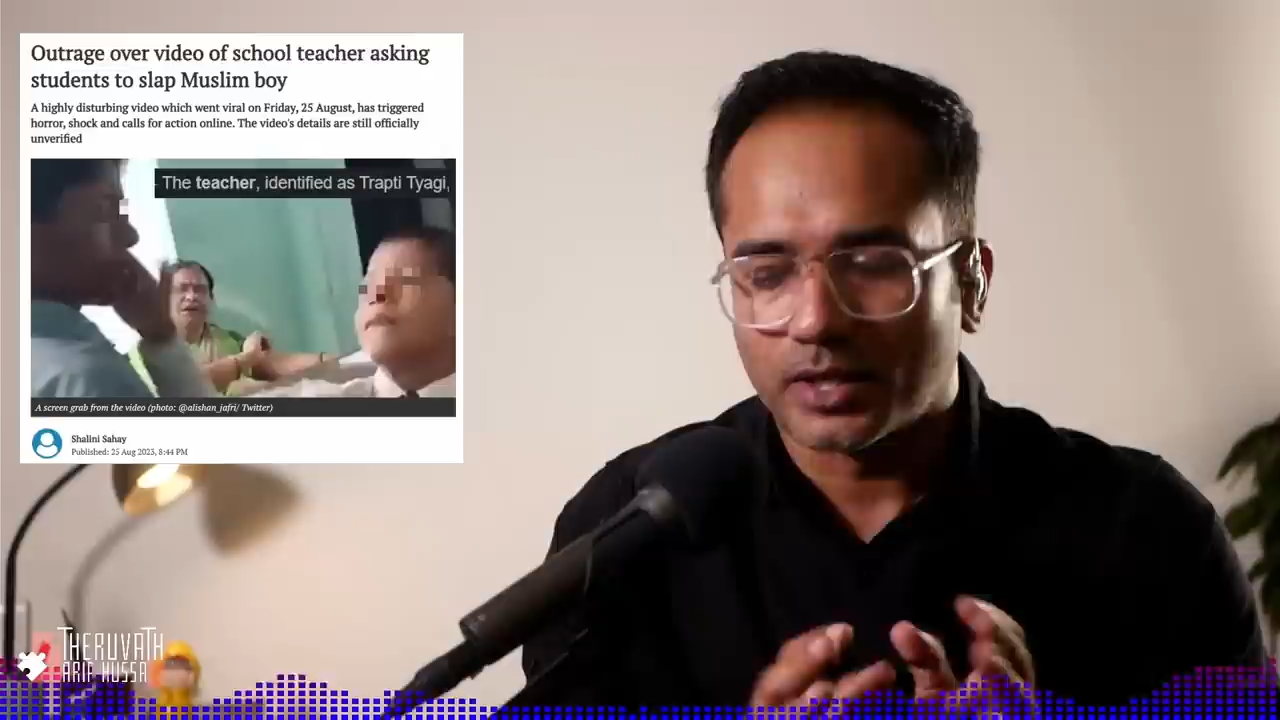 Outrage over video of school teacher asking
students to slap Muslim boy
A highly disturbing video which went viral on Friday, 25 August, has triggered
horror, shock and calls for action online. The video's details are still officially
unverified
The teacher, identified as Trapti Tyagi,
A screen grab from the video (photo: @alishan_jafri/ Twitter)
Shalini Sahay
Published: 25 Aug 2023, 8:44 PM
THERUVATH
ARIF HUSSA